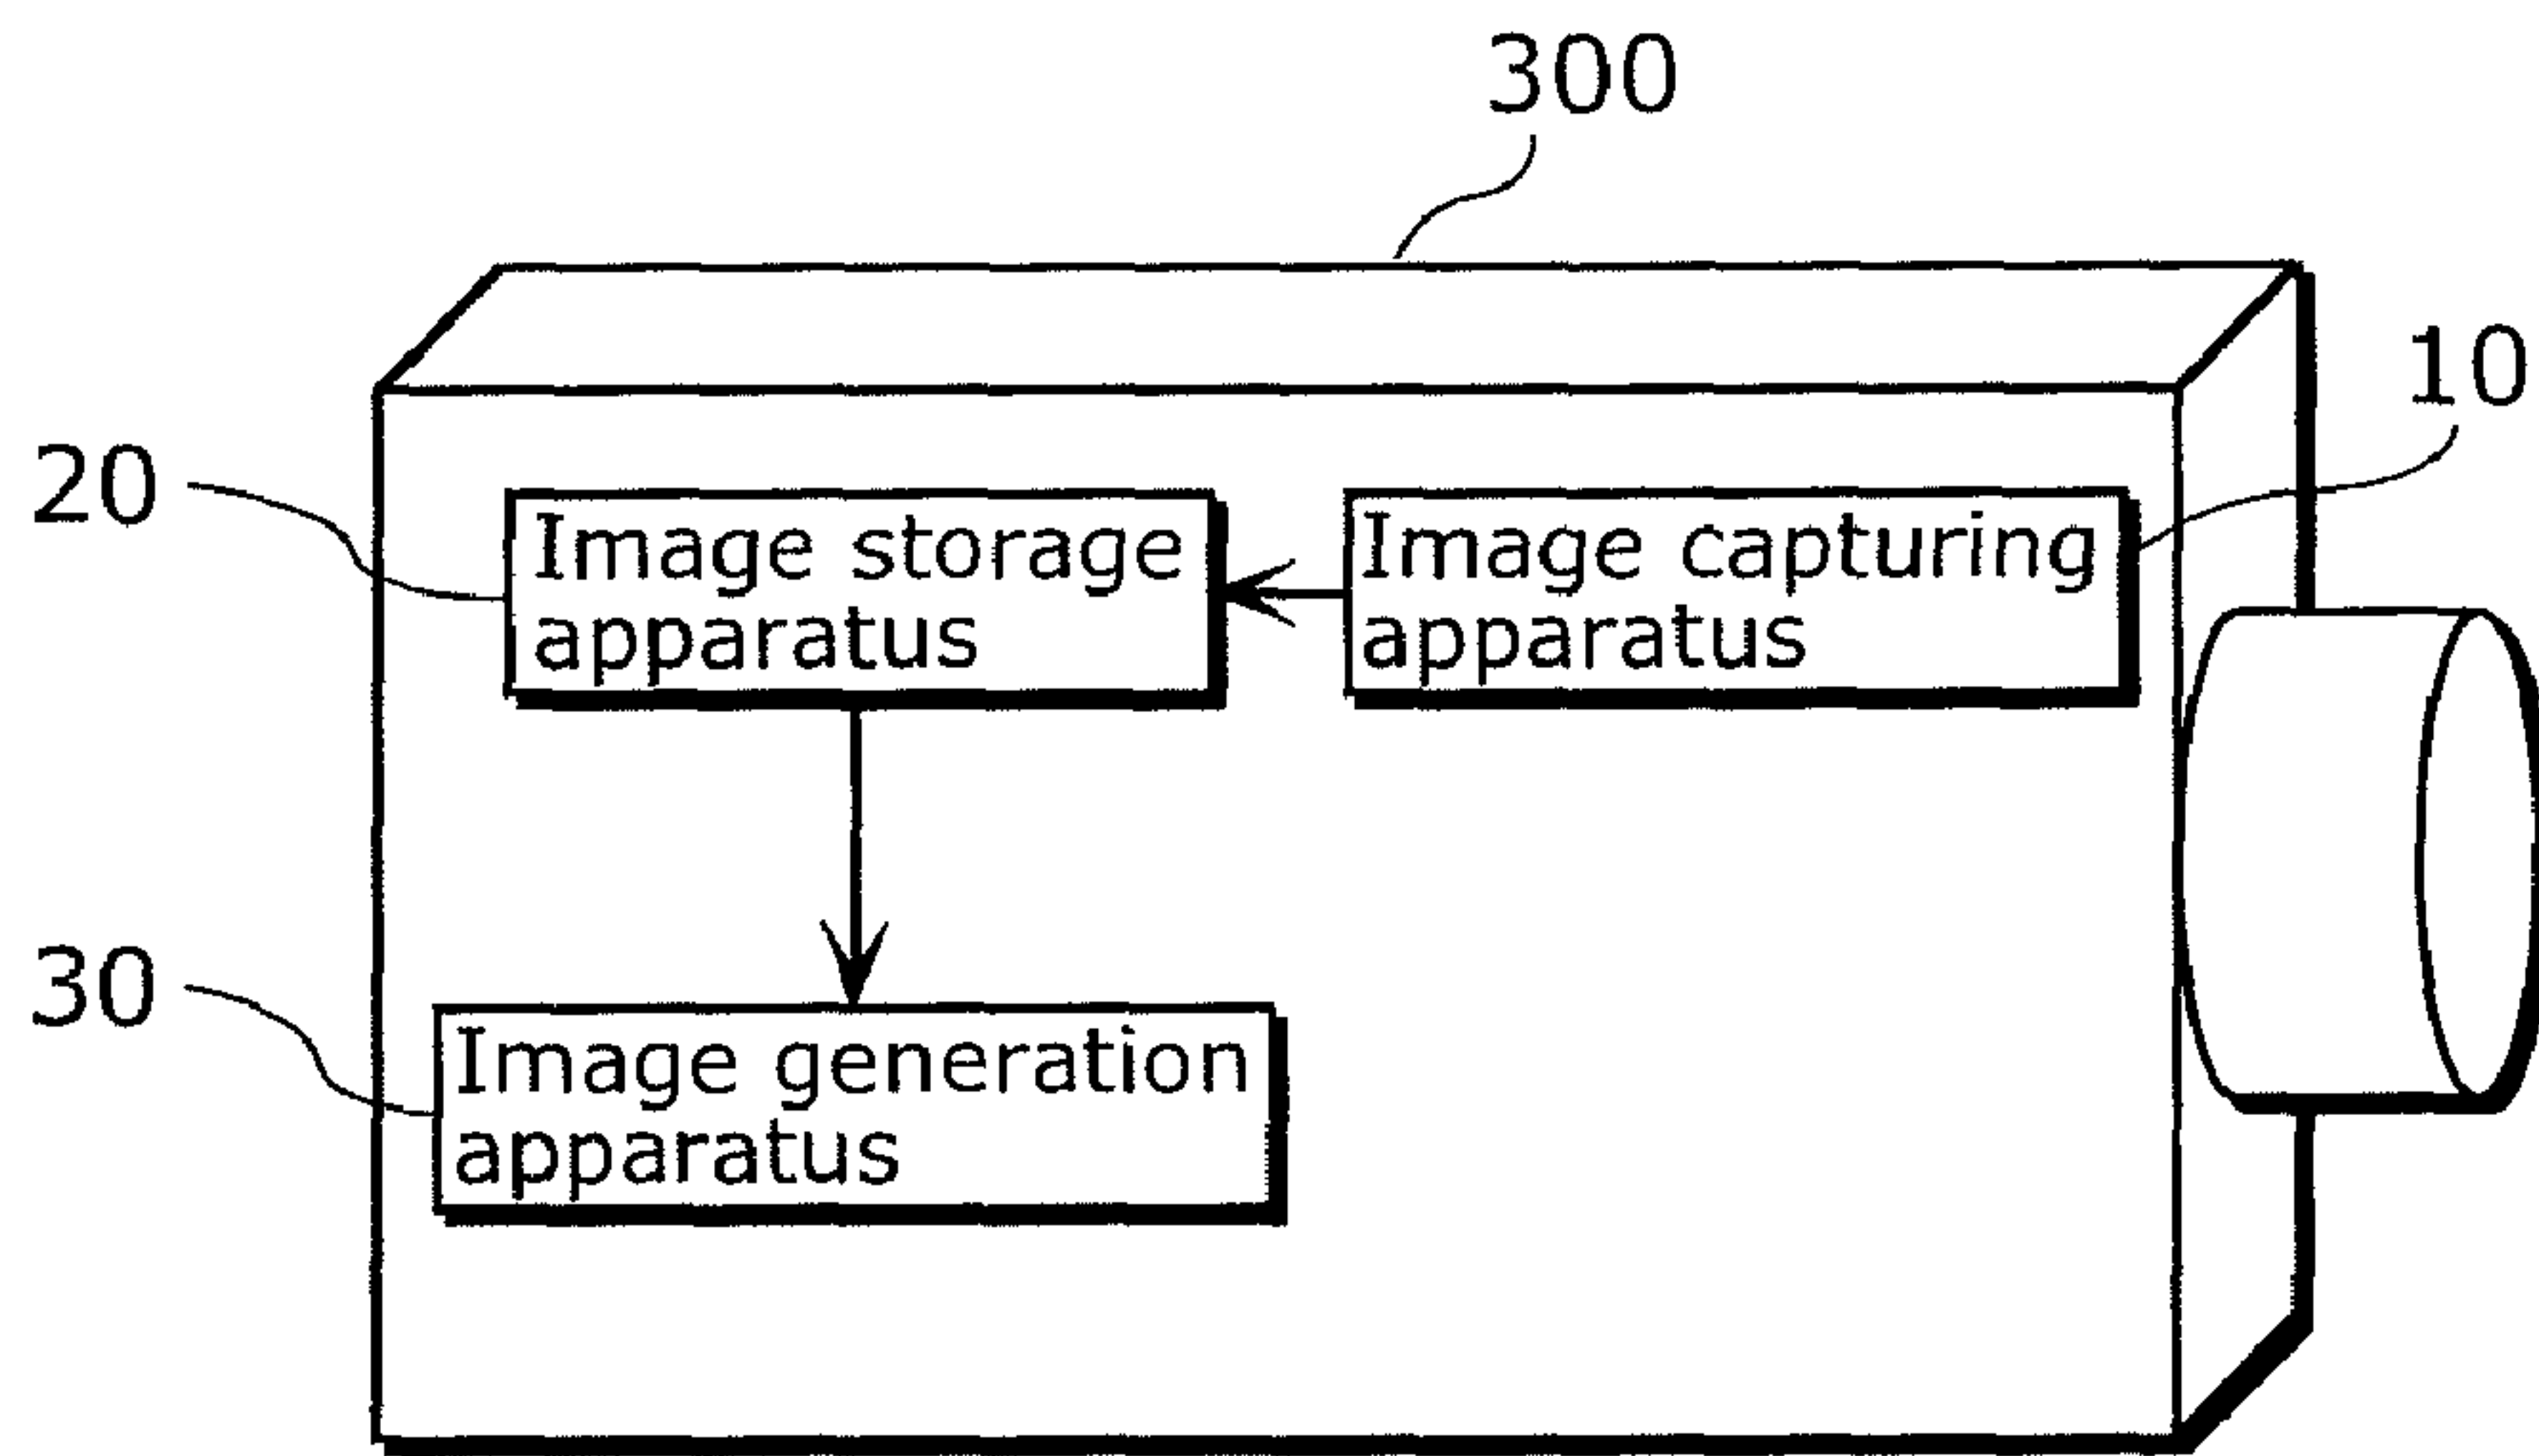 300
10
20
Image storage
apparatus
Image capturing
apparatus
30
Image generation
apparatus